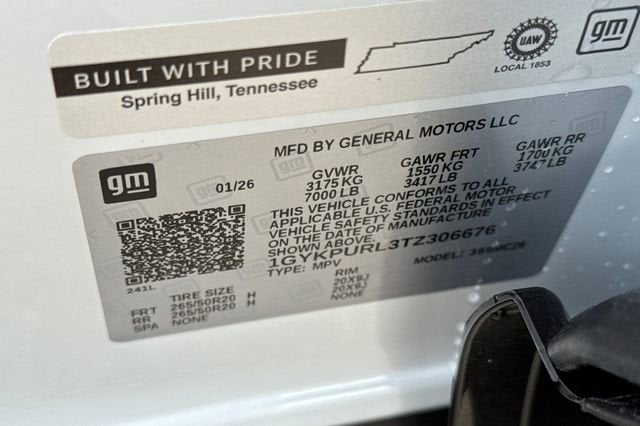 BUILT WITH PRIDE
Spring Hill, Tennessee
UAW
LOCAL 1853
gm
MFD BY GENERAL MOTORS LLC
gm
01/26
GVWR
3175 KG
7000 LB
GAWR FRT
1550 KG
3417 LB
GAWR RR
1700 KG
3747 LB
THIS VEHICLE CONFORMS TO ALL
APPLICABLE U.S. FEDERAL MOTOR
VEHICLE SAFETY STANDARDS IN EFFECT
ON THE DATE OF MANUFACTURE
SHOWN ABOVE.
1GYKPURL3TZ306676
TYPE: MPV
MODEL:
241L
TIRE SIZE
RIM
FRT 265/50R20 H 20X9J
RR 265/50R20 H 20X9J
SPA NONE NONE